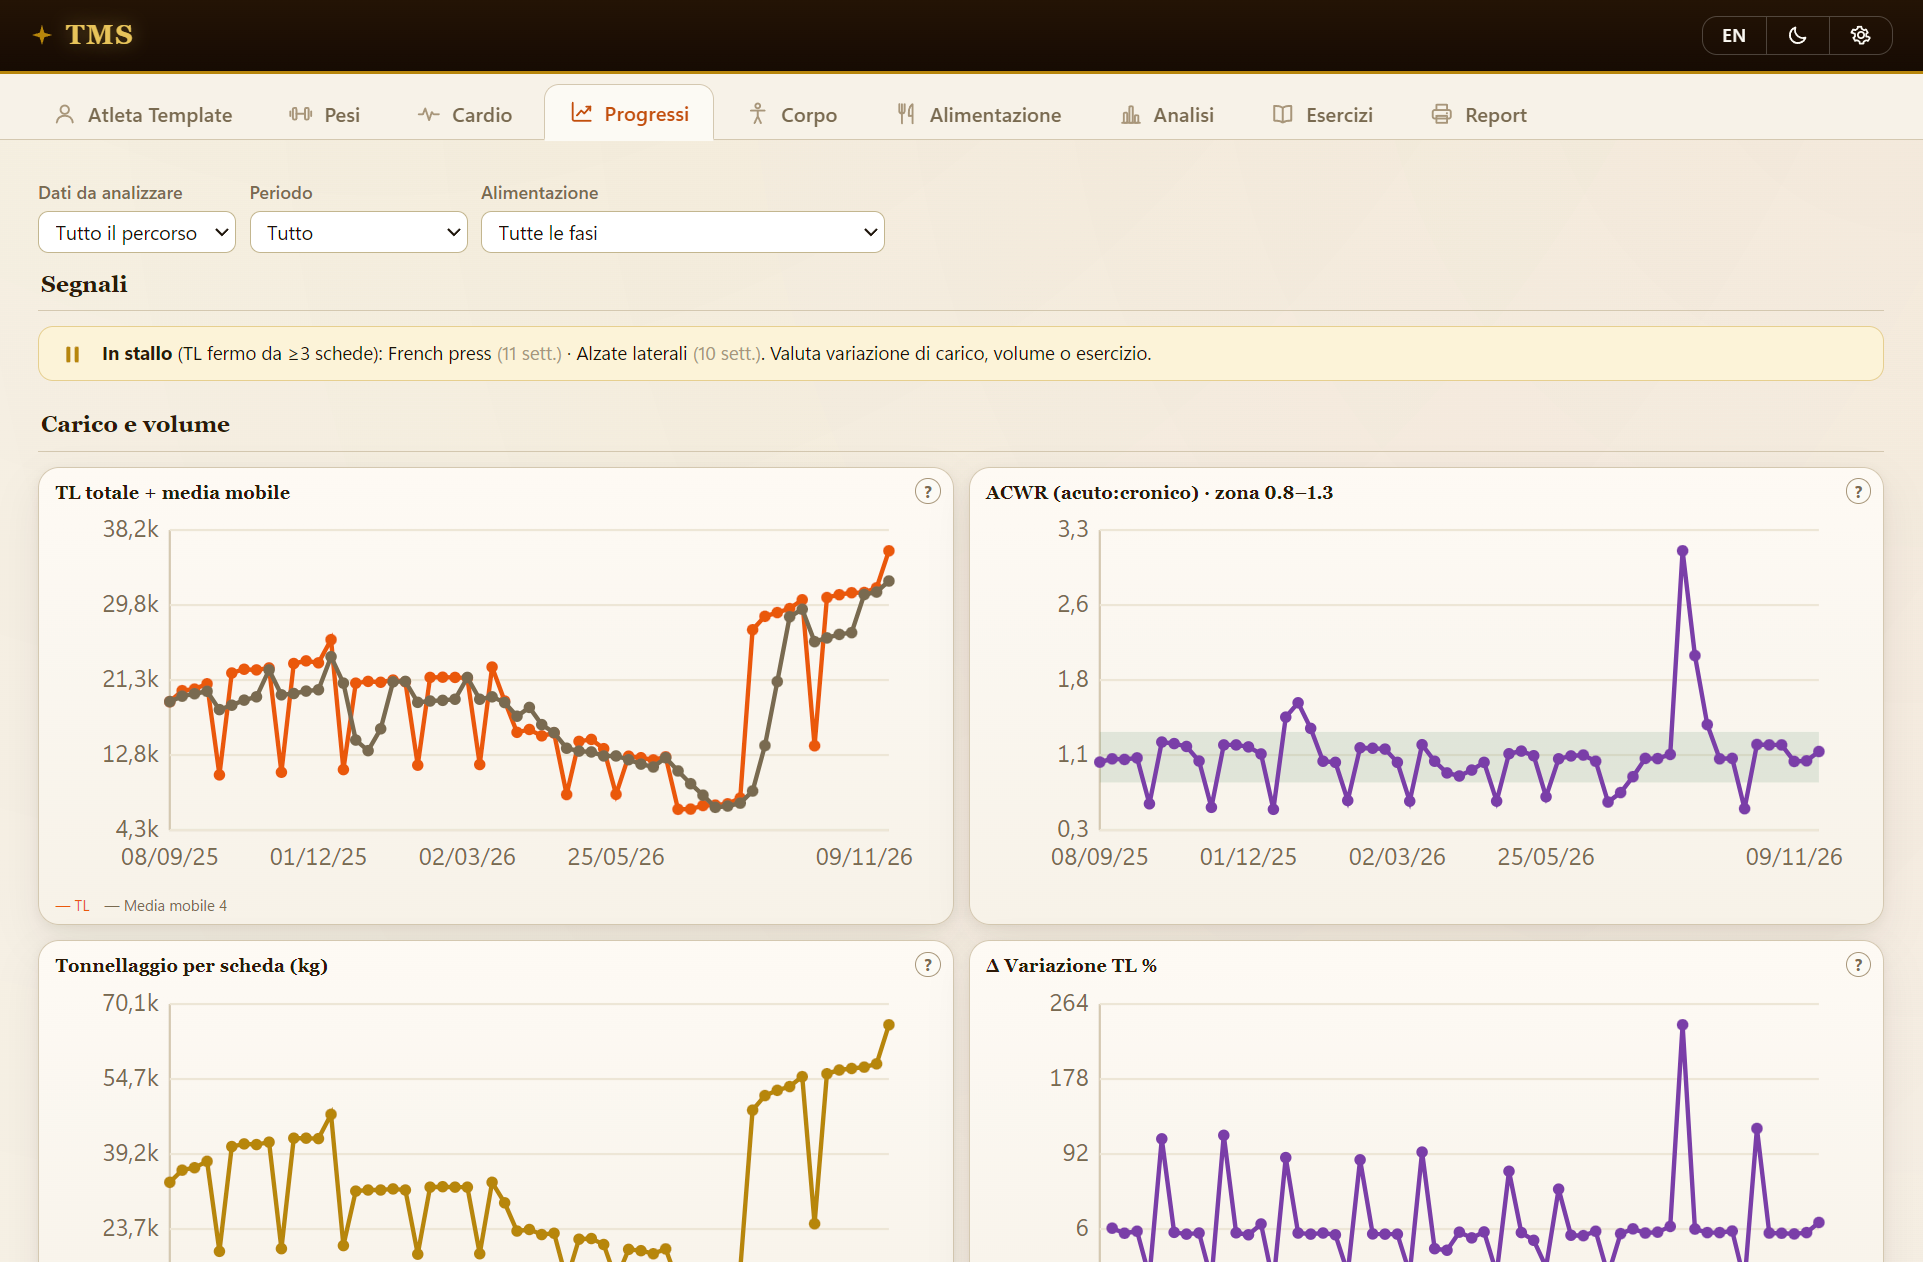 TMS
EN
Atleta Template
Pesi
Cardio
Progressi
Corpo
Alimentazione
Analisi
Esercizi
Report
Dati da analizzare
Periodo
Alimentazione
Tutto il percorso
Tutto
Tutte le fasi
Segnali
In stallo (TL fermo da ≥3 schede): French press (11 sett.) · Alzate laterali (10 sett.). Valuta variazione di carico, volume o esercizio.
Carico e volume
TL totale + media mobile
?
38,2k
29,8k
21,3k
12,8k
4,3k
08/09/25
01/12/25
02/03/26
25/05/26
09/11/26
— TL
— Media mobile 4
ACWR (acuto:cronico) · zona 0.8–1.3
?
3,3
2,6
1,8
1,1
0,3
08/09/25
01/12/25
02/03/26
25/05/26
09/11/26
Tonnellaggio per scheda (kg)
?
70,1k
54,7k
39,2k
23,7k
Δ Variazione TL %
?
264
178
92
6